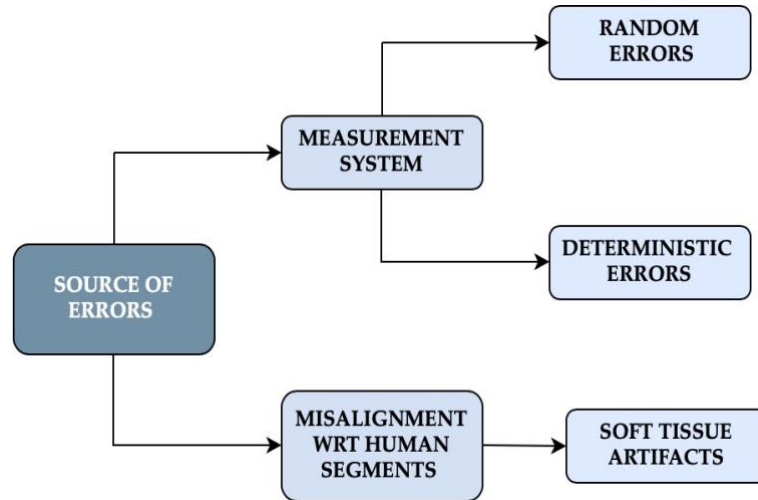 RANDOM
ERRORS
MEASUREMENT
SYSTEM
DETERMINISTIC
ERRORS
SOURCE OF
ERRORS
MISALIGNMENT
WRT HUMAN
SEGMENTS
SOFT TISSUE
ARTIFACTS